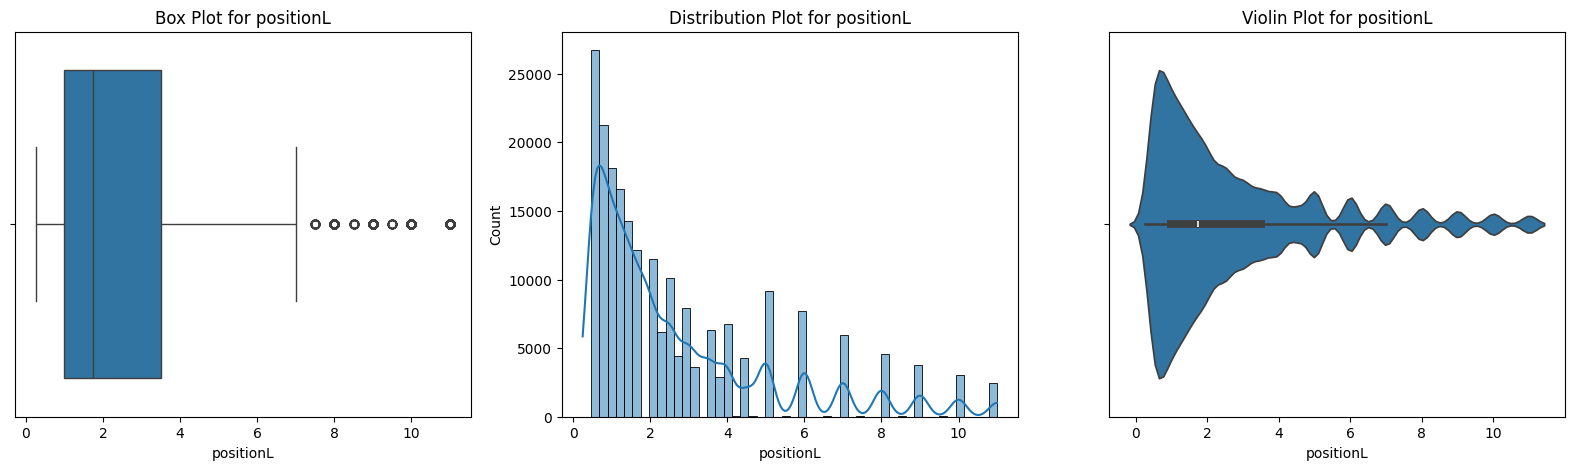 Box Plot for positionL
0 2 4 6 8 10
positionL
Distribution Plot for positionL
Count
25000
20000
15000
10000
5000
0
0 2 4 6 8 10
positionL
Violin Plot for positionL
0 2 4 6 8 10
positionL